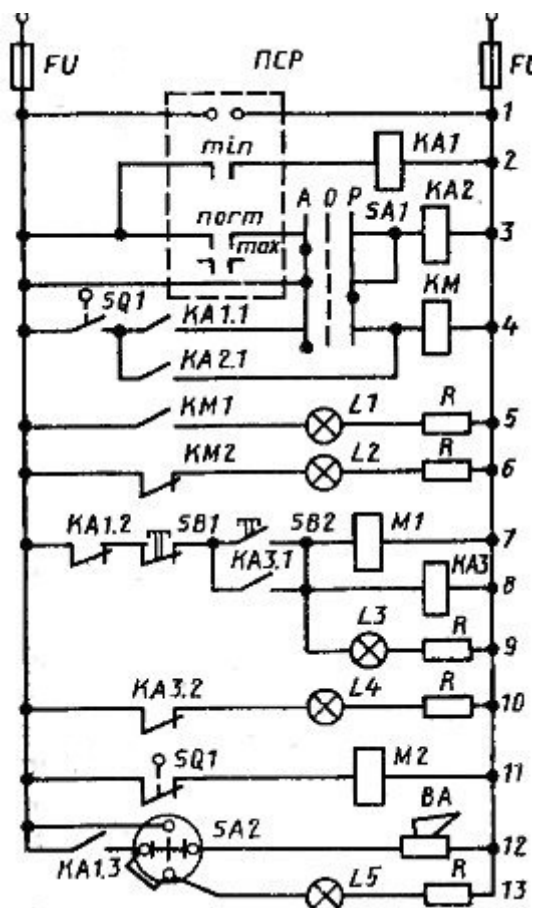 FU ПСР FU
1
min KA1 2
norm A O P SA1 KA2 3
max
SQ1 KA1.1 KM 4
KA2.1
KM1 L1 R 5
KM2 L2 R 6
KA1.2 SB1 SB2 M1 7
KA3.1 KA3 8
L3 R 9
KA3.2 L4 R 10
SQ1 M2 11
SA2 BA 12
KA1.3 L5 R 13